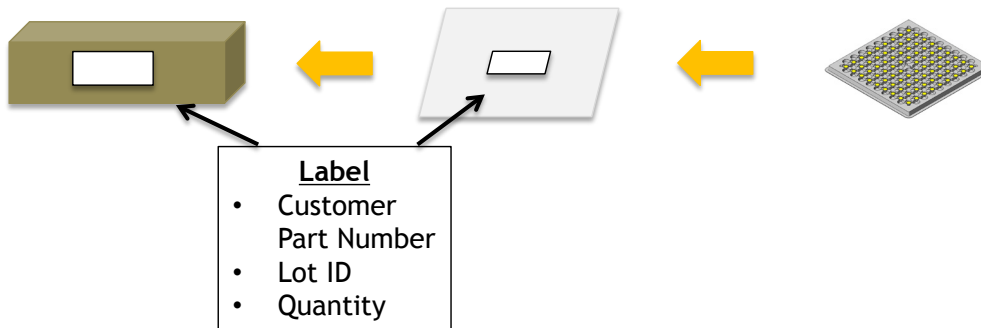 Label
• Customer
Part Number
• Lot ID
• Quantity